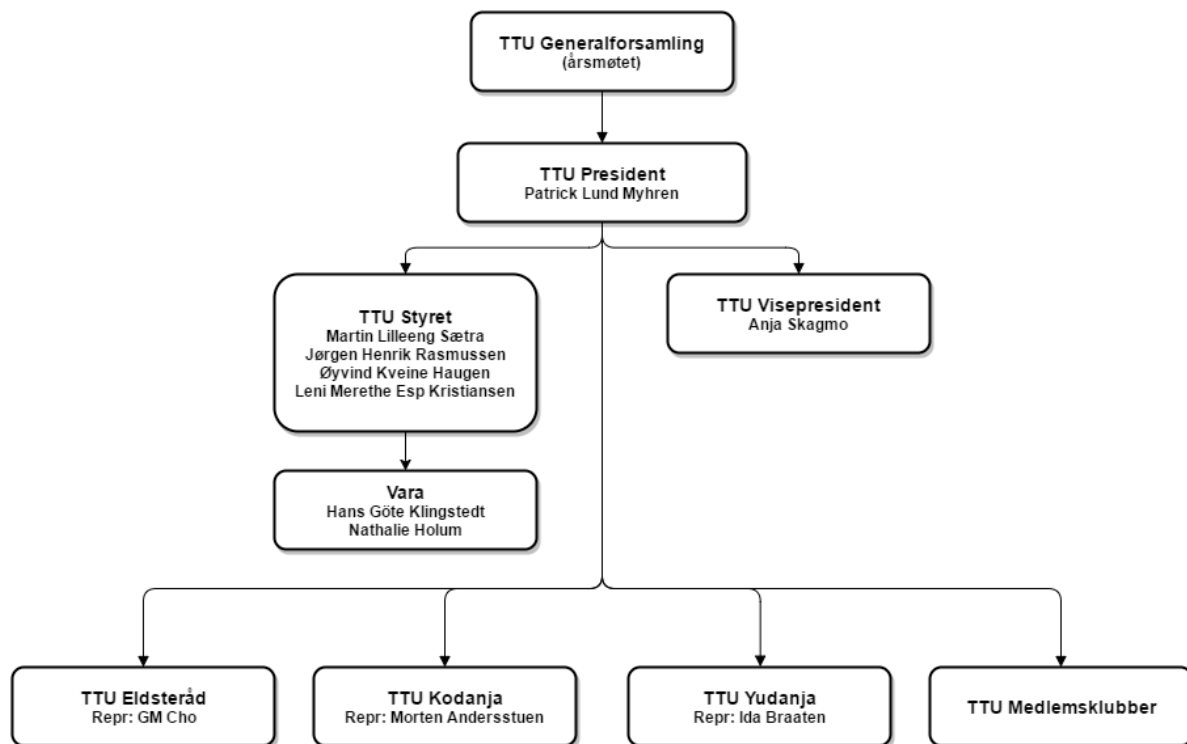 TTU Generalforsamling
(årsmøtet)
TTU President
Patrick Lund Myhren
TTU Styret
Martin Lilleeng Sætra
Jørgen Henrik Rasmussen
Øyvind Kveine Haugen
Leni Merethe Esp Kristiansen
TTU Visepresident
Anja Skagmo
Vara
Hans Göte Klingstedt
Nathalie Holum
TTU Eldsteråd
Repr: GM Cho
TTU Kodanja
Repr: Morten Andersstuen
TTU Yudanja
Repr: Ida Braaten
TTU Medlemsklubber